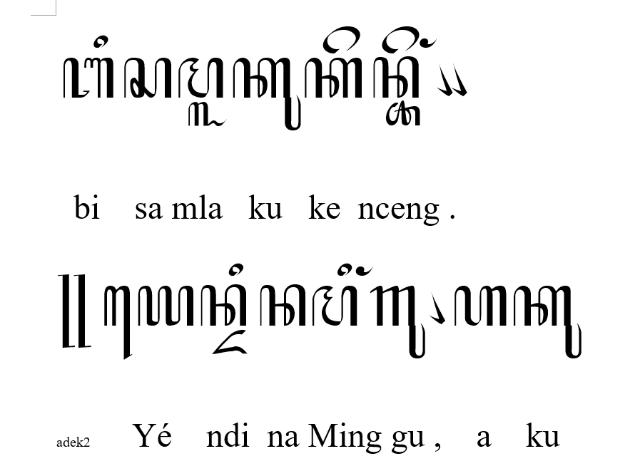 ꦧꦶꦱꦩ꧀ꦭꦏꦸꦏꦼꦤ꧀ꦕꦼꦁ꧉
bi sa mla ku ke nceng .
꧋ꦪꦺꦤ꧀ꦢꦶꦤꦩꦶꦁꦒꦸ꧈ꦲꦏꦸ
adek2 Yé ndi na Ming gu , a ku